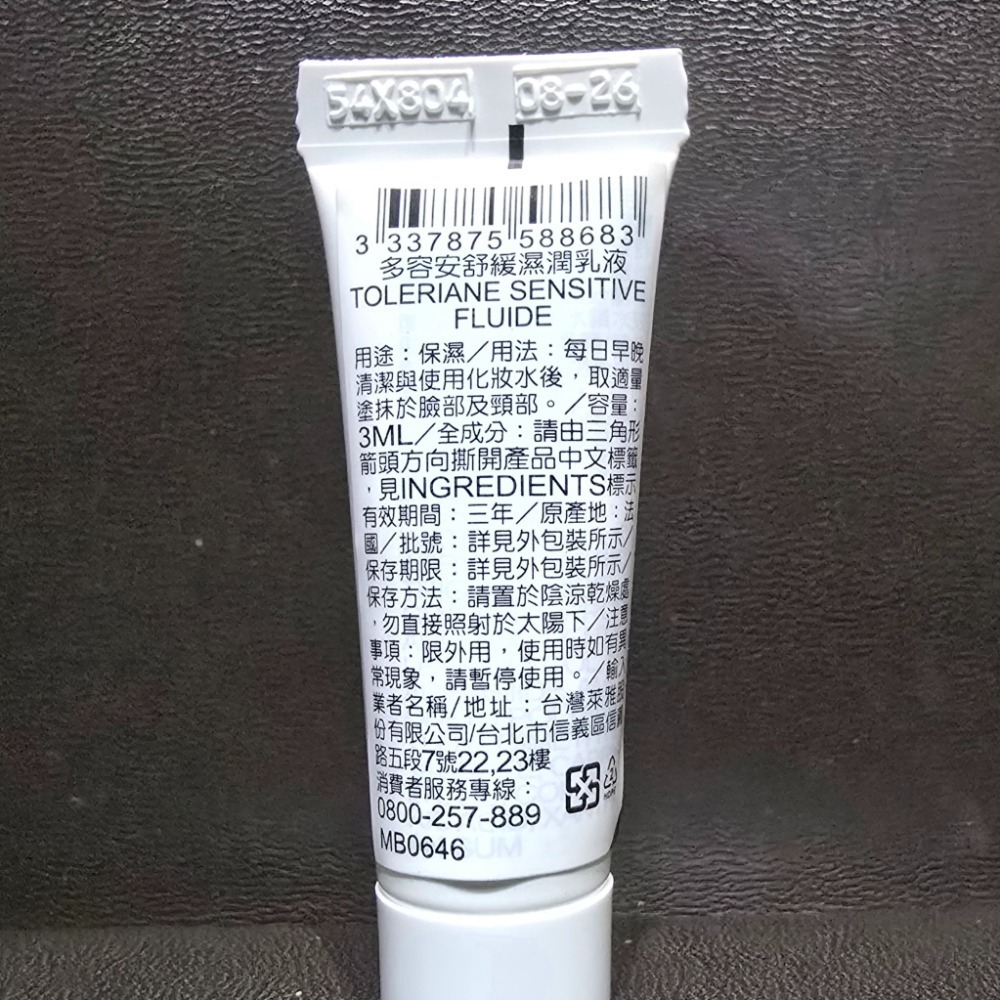 54X804 08-26
3 337875 588683
多容安舒緩濕潤乳液
TOLERIANE SENSITIVE
FLUIDE
用途：保濕／用法：每日早晚
清潔與使用化妝水後，取適量
塗抹於臉部及頸部。／容量：
3ML／全成分：請由三角形
箭頭方向撕開產品中文標籤
，見INGREDIENTS標示
有效期間：三年／原產地：法
國／批號：詳見外包裝所示／
保存期限：詳見外包裝所示／
保存方法：請置於陰涼乾燥處
，勿直接照射於太陽下／注意
事項：限外用，使用時如有異
常現象，請暫停使用。／輸入
業者名稱/地址：台灣萊雅股
份有限公司/台北市信義區信義
路五段7號22,23樓
消費者服務專線：
0800-257-889
MB0646
2
HDPE